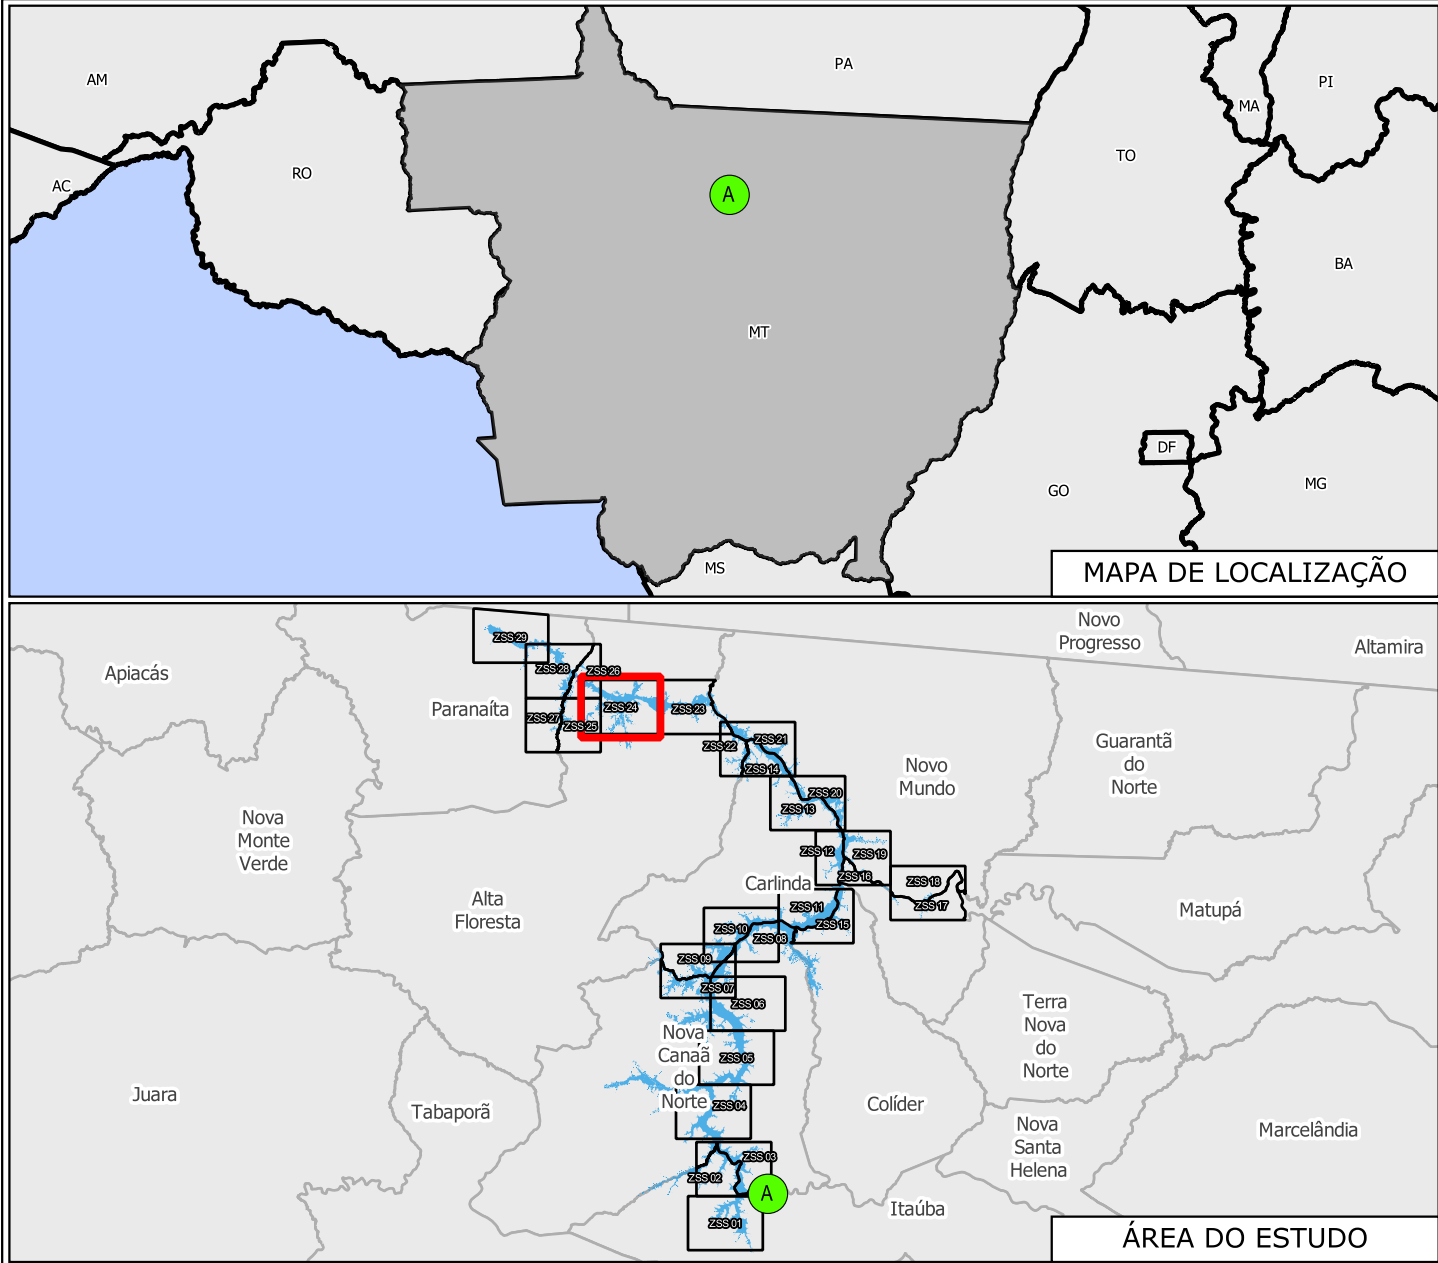 AM
PA
PI
MA
TO
RO
AC
A
BA
MT
DF
GO
MG
MS
MAPA DE LOCALIZAÇÃO
Novo
Progresso
Altamira
ZSS 29
Apiacás
ZSS 28
ZSS 26
Paranaíta
ZSS 24
ZSS 23
ZSS 27
ZSS 25
ZSS 22
ZSS 21
ZSS 14
Guarantã
do
Norte
Novo
Mundo
ZSS 20
ZSS 13
Nova
Monte
Verde
ZSS 12
ZSS 19
ZSS 16
ZSS 18
ZSS 17
Carlinda
Alta
Floresta
ZSS 11
ZSS 15
Matupá
ZSS 10
ZSS 08
ZSS 09
ZSS 07
ZSS 06
Nova
Canaã
do
Norte
ZSS 05
Terra
Nova
do
Norte
Juara
Tabaporã
ZSS 04
Colíder
Nova
Santa
Helena
Marcelândia
ZSS 03
ZSS 02
A
Itaúba
ZSS 01
ÁREA DO ESTUDO